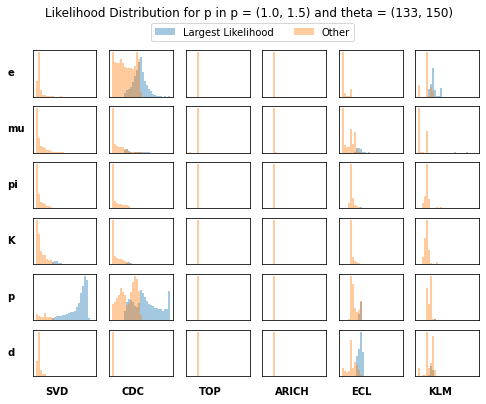 Likelihood Distribution for p in p = (1.0, 1.5) and theta = (133, 150)
Largest Likelihood Other
e
mu
pi
K
p
d
SVD CDC TOP ARICH ECL KLM